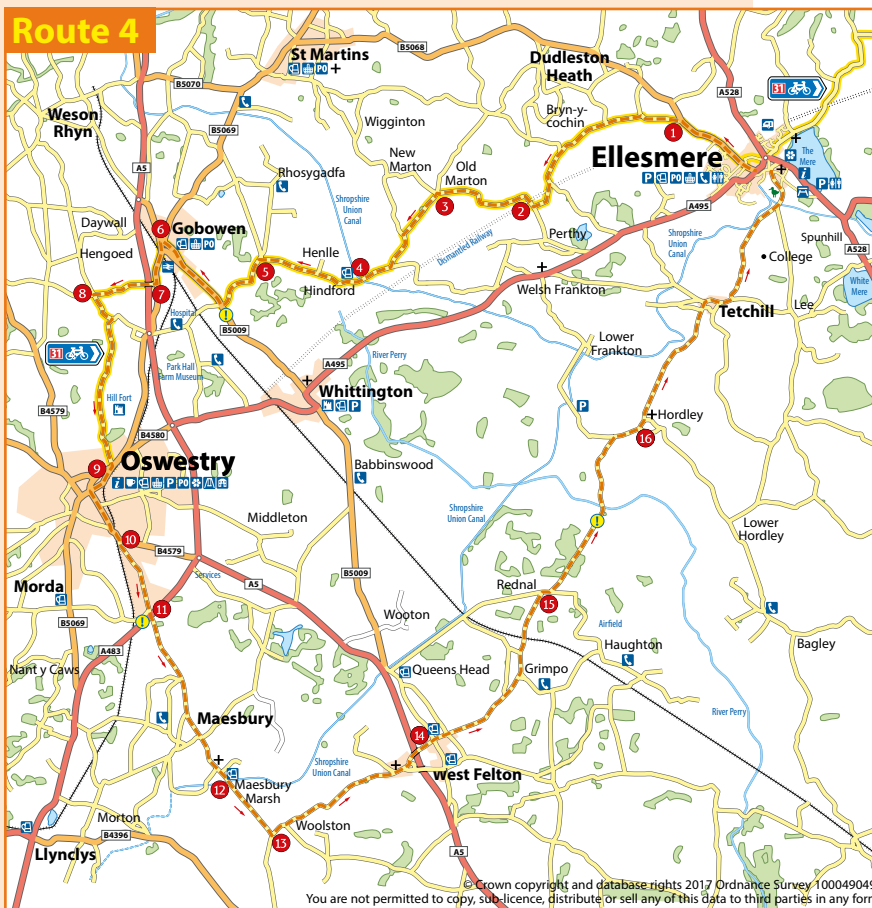 Route 4
St Martins
PO
B5068
Dudleston
Heath
A528
31
B5070
Weson
Rhyn
B5069
Wigginton
Bryn-y-
cochin
1
Ellesmere
P PO
The
Mere
i
P
A5
Rhosygadfa
New
Marton
Old
Marton
3
2
A495
Shropshire
Union
Canal
Daywall
6
Gobowen
PO
Hengoed
Henlle
4
5
Hindford
Dismantled Railway
Perthy
Shropshire
Union
Canal
Spunhill
College
A528
White
Mere
8
7
Welsh Frankton
Tetchill
Lee
!
B5009
Hospital
31
Park Hall
Farm Museum
River Perry
A495
Lower
Frankton
Hill Fort
Whittington
P
P
Hordley
B4579
B4580
16
9
Oswestry
i P PO
Babbinswood
Shropshire
Union Canal
!
Lower
Hordley
Middleton
10
B4579
Services
A5
Morda
B5009
Rednal
15
11
!
B5069
Wooton
Airfield
Haughton
Bagley
A483
Nant y Caws
Queens Head
Grimpo
Maesbury
River Perry
14
Shropshire
Union Canal
West Felton
12
Maesbury
Marsh
Morton
B4396
Woolston
13
Llynclys
A5
© Crown copyright and database rights 2017 Ordnance Survey 100049049
You are not permitted to copy, sub-licence, distribute or sell any of this data to third parties in any form